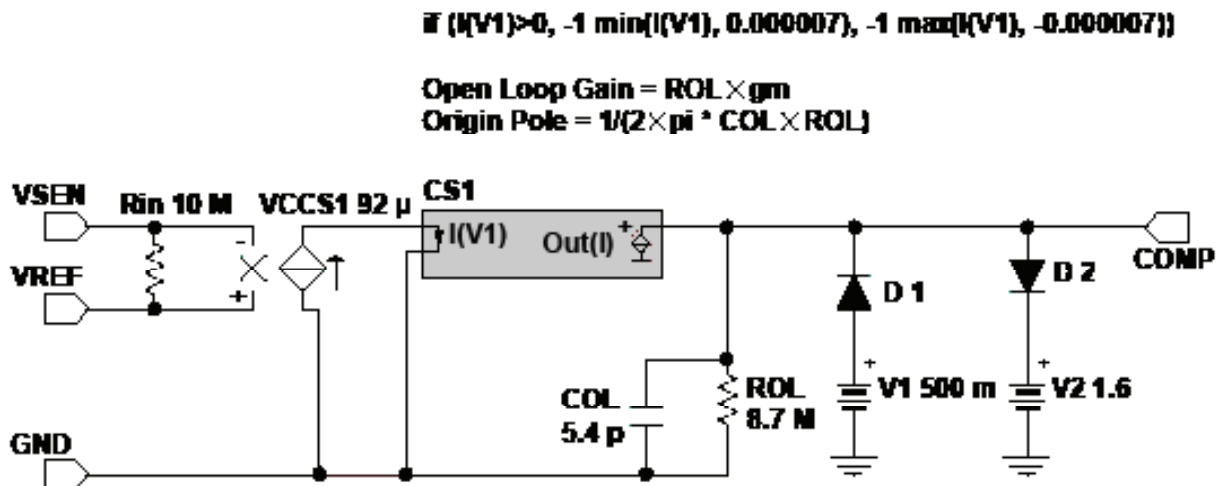 if (I(V1)>0, -1 min(I(V1), 0.000007), -1 max(I(V1), -0.000007))
Open Loop Gain = ROL×gm
Origin Pole = 1/(2×pi * COL×ROL)
VSEN
Rin 10 M
VCCS1 92 µ
CS1
I(V1)
Out(I)
VREF
COMP
D 1
D 2
COL
5.4 p
ROL
8.7 M
V1 500 m
V2 1.6
GND